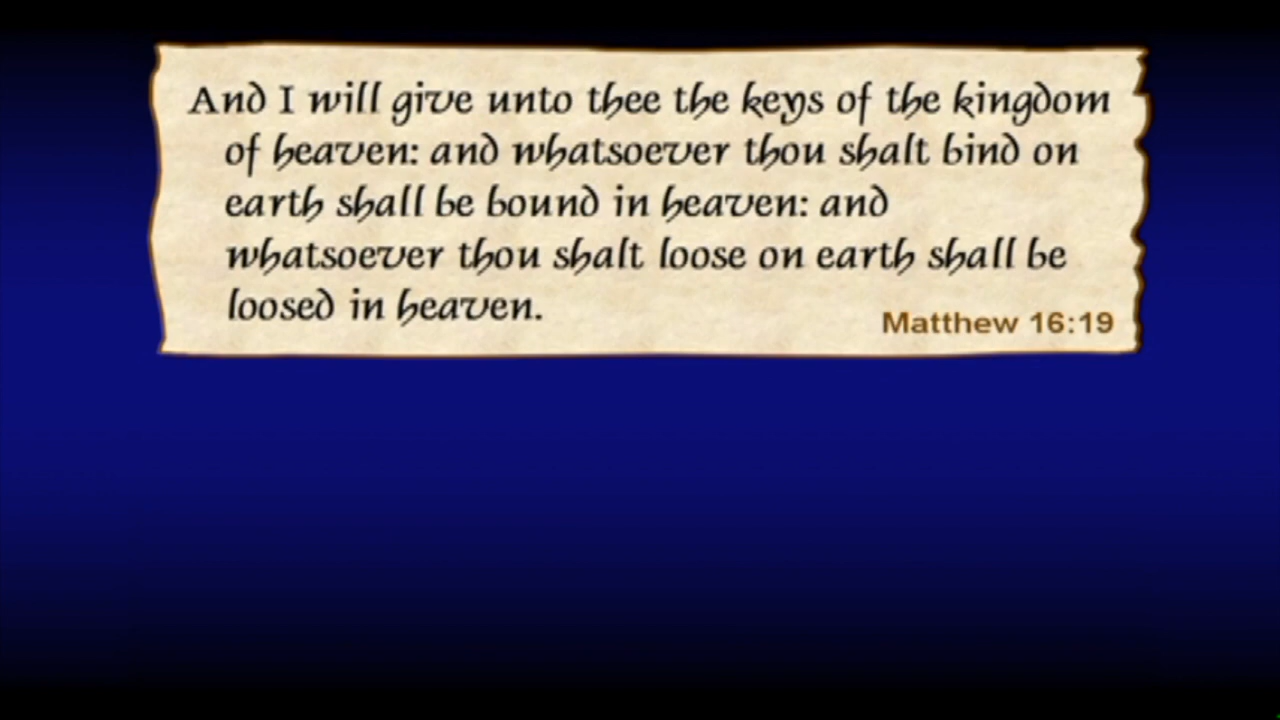 And I will give unto thee the keys of the kingdom
of heaven: and whatsoever thou shalt bind on
earth shall be bound in heaven: and
whatsoever thou shalt loose on earth shall be
loosed in heaven.
Matthew 16:19